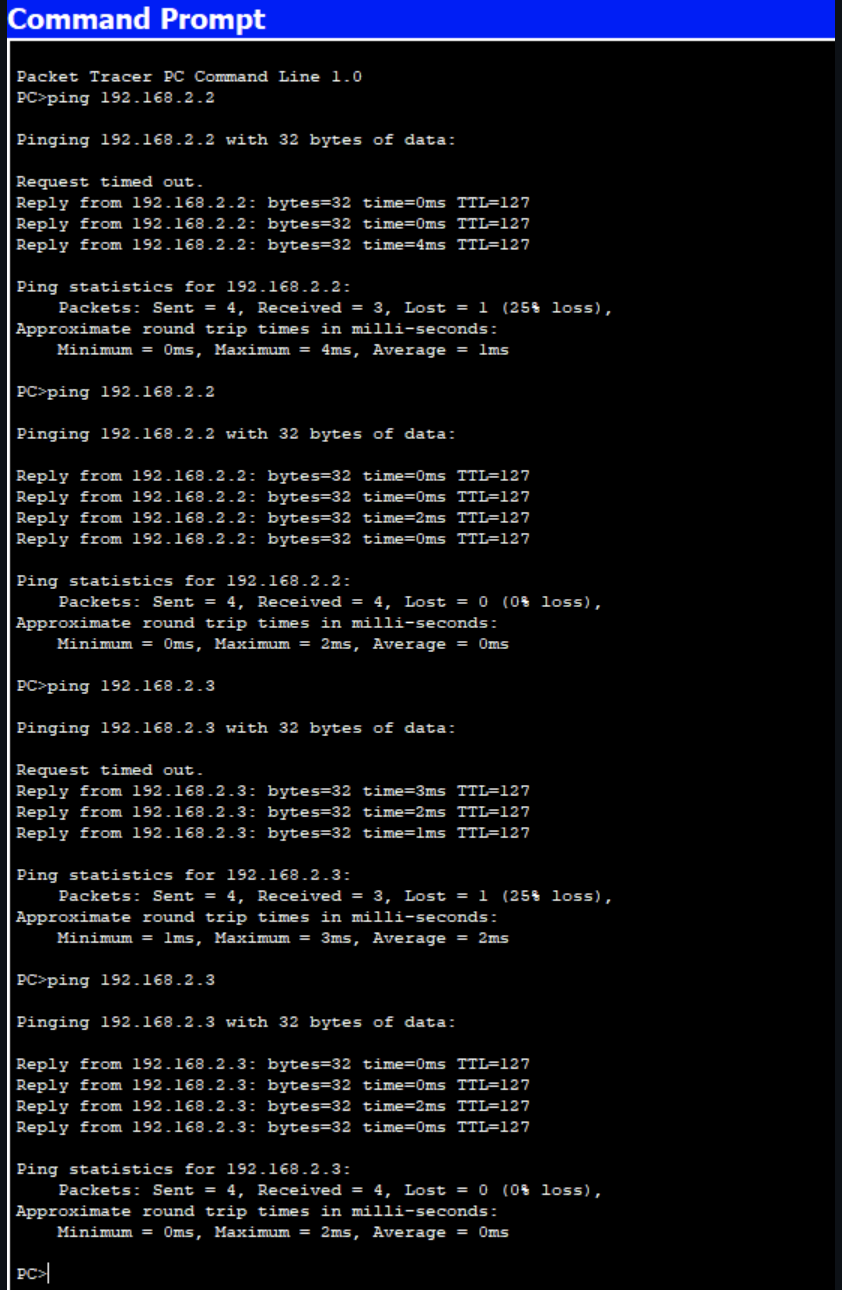 Command Prompt
Packet Tracer PC Command Line 1.0
PC>ping 192.168.2.2
Pinging 192.168.2.2 with 32 bytes of data:
Request timed out.
Reply from 192.168.2.2: bytes=32 time=0ms TTL=127
Reply from 192.168.2.2: bytes=32 time=0ms TTL=127
Reply from 192.168.2.2: bytes=32 time=4ms TTL=127
Ping statistics for 192.168.2.2:
Packets: Sent = 4, Received = 3, Lost = 1 (25% loss),
Approximate round trip times in milli-seconds:
Minimum = 0ms, Maximum = 4ms, Average = 1ms
PC>ping 192.168.2.2
Pinging 192.168.2.2 with 32 bytes of data:
Reply from 192.168.2.2: bytes=32 time=0ms TTL=127
Reply from 192.168.2.2: bytes=32 time=0ms TTL=127
Reply from 192.168.2.2: bytes=32 time=2ms TTL=127
Reply from 192.168.2.2: bytes=32 time=0ms TTL=127
Ping statistics for 192.168.2.2:
Packets: Sent = 4, Received = 4, Lost = 0 (0% loss),
Approximate round trip times in milli-seconds:
Minimum = 0ms, Maximum = 2ms, Average = 0ms
PC>ping 192.168.2.3
Pinging 192.168.2.3 with 32 bytes of data:
Request timed out.
Reply from 192.168.2.3: bytes=32 time=3ms TTL=127
Reply from 192.168.2.3: bytes=32 time=2ms TTL=127
Reply from 192.168.2.3: bytes=32 time=1ms TTL=127
Ping statistics for 192.168.2.3:
Packets: Sent = 4, Received = 3, Lost = 1 (25% loss),
Approximate round trip times in milli-seconds:
Minimum = 1ms, Maximum = 3ms, Average = 2ms
PC>ping 192.168.2.3
Pinging 192.168.2.3 with 32 bytes of data:
Reply from 192.168.2.3: bytes=32 time=0ms TTL=127
Reply from 192.168.2.3: bytes=32 time=0ms TTL=127
Reply from 192.168.2.3: bytes=32 time=2ms TTL=127
Reply from 192.168.2.3: bytes=32 time=0ms TTL=127
Ping statistics for 192.168.2.3:
Packets: Sent = 4, Received = 4, Lost = 0 (0% loss),
Approximate round trip times in milli-seconds:
Minimum = 0ms, Maximum = 2ms, Average = 0ms
PC>